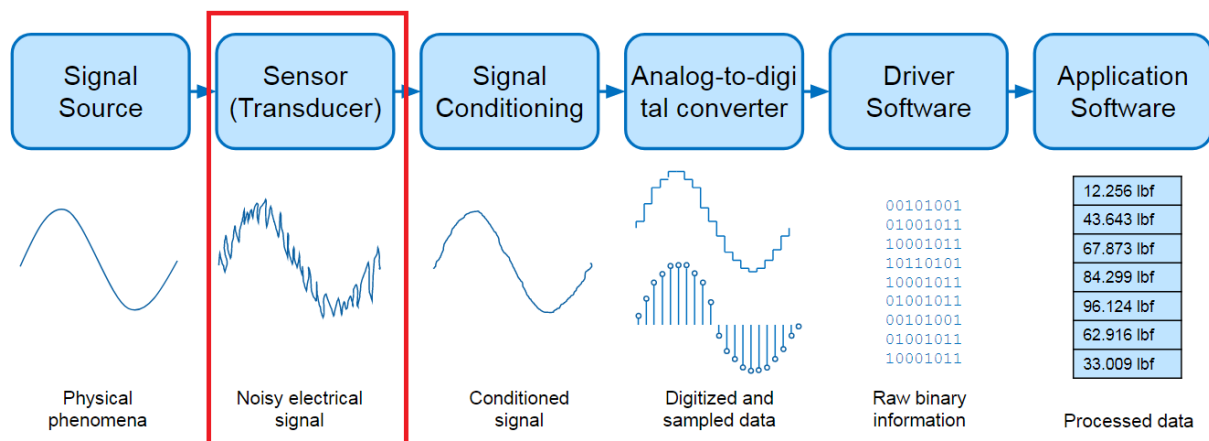 Signal
Source
Sensor
(Transducer)
Signal
Conditioning
Analog-to-digi
tal converter
Driver
Software
Application
Software
00101001
01001011
10001011
10110101
10001011
01001011
00101001
01001011
10001011
12.256 lbf
43.643 lbf
67.873 lbf
84.299 lbf
96.124 lbf
62.916 lbf
33.009 lbf
Physical
phenomena
Noisy electrical
signal
Conditioned
signal
Digitized and
sampled data
Raw binary
information
Processed data